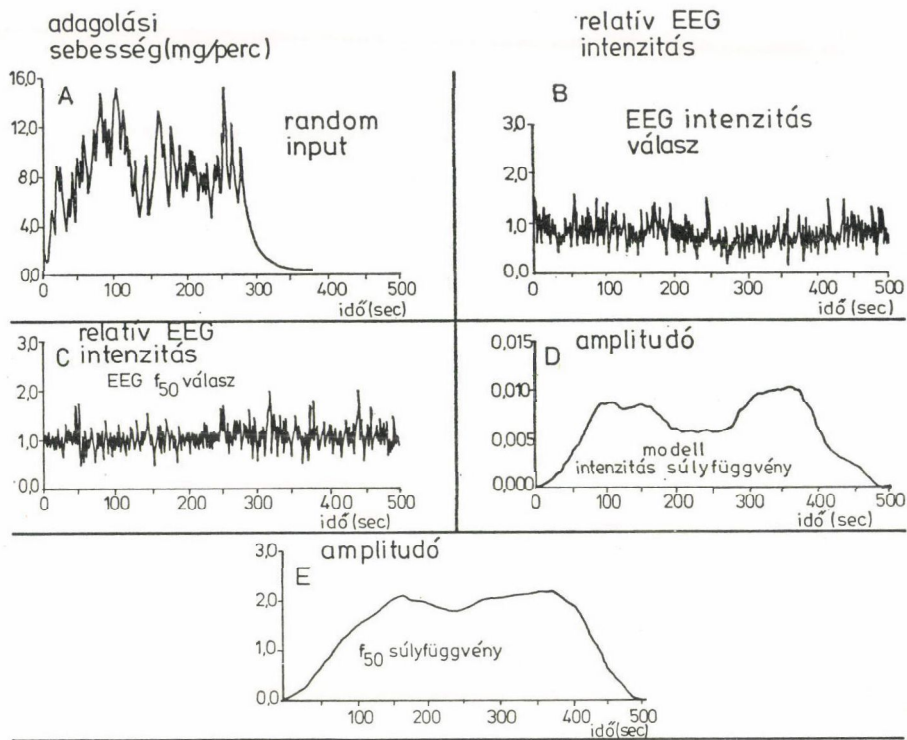 adagolási
sebesség (mg/perc)
A
random
input
16,0
12,0
8,0
4,0
0,0
0 100 200 300 400 500
idő (sec)
relatív EEG
intenzitás
B
EEG intenzitás
válasz
3,0
2,0
1,0
0,0
0 100 200 300 400 500
idő (sec)
relatív EEG
C intenzitás
EEG f50 válasz
3,0
2,0
1,0
0,0
0 100 200 300 400 500
idő (sec)
D amplitudó
0,015
0,010
0,005
0,000
modell
intenzitás súlyfüggvény
0 100 200 300 400 500
idő (sec)
amplitudó
E
3,0
2,0
1,0
0,0
f50 súlyfüggvény
100 200 300 400 500
idő (sec)